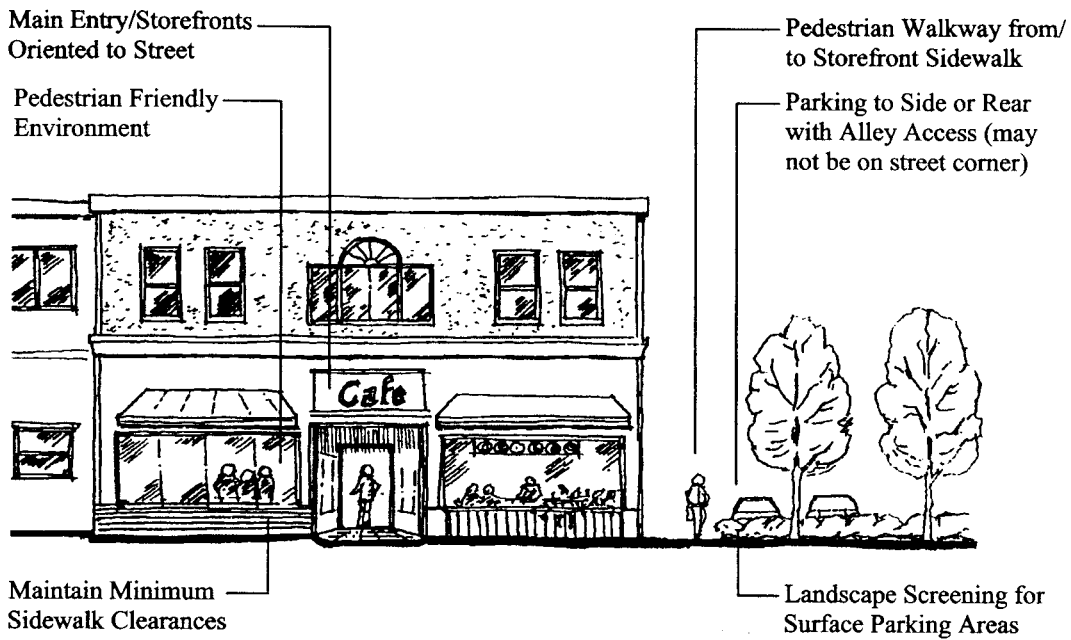 Main Entry/Storefronts
Oriented to Street
Pedestrian Friendly
Environment
Pedestrian Walkway from/
to Storefront Sidewalk
Parking to Side or Rear
with Alley Access (may
not be on street corner)
Cafe
Maintain Minimum
Sidewalk Clearances
Landscape Screening for
Surface Parking Areas